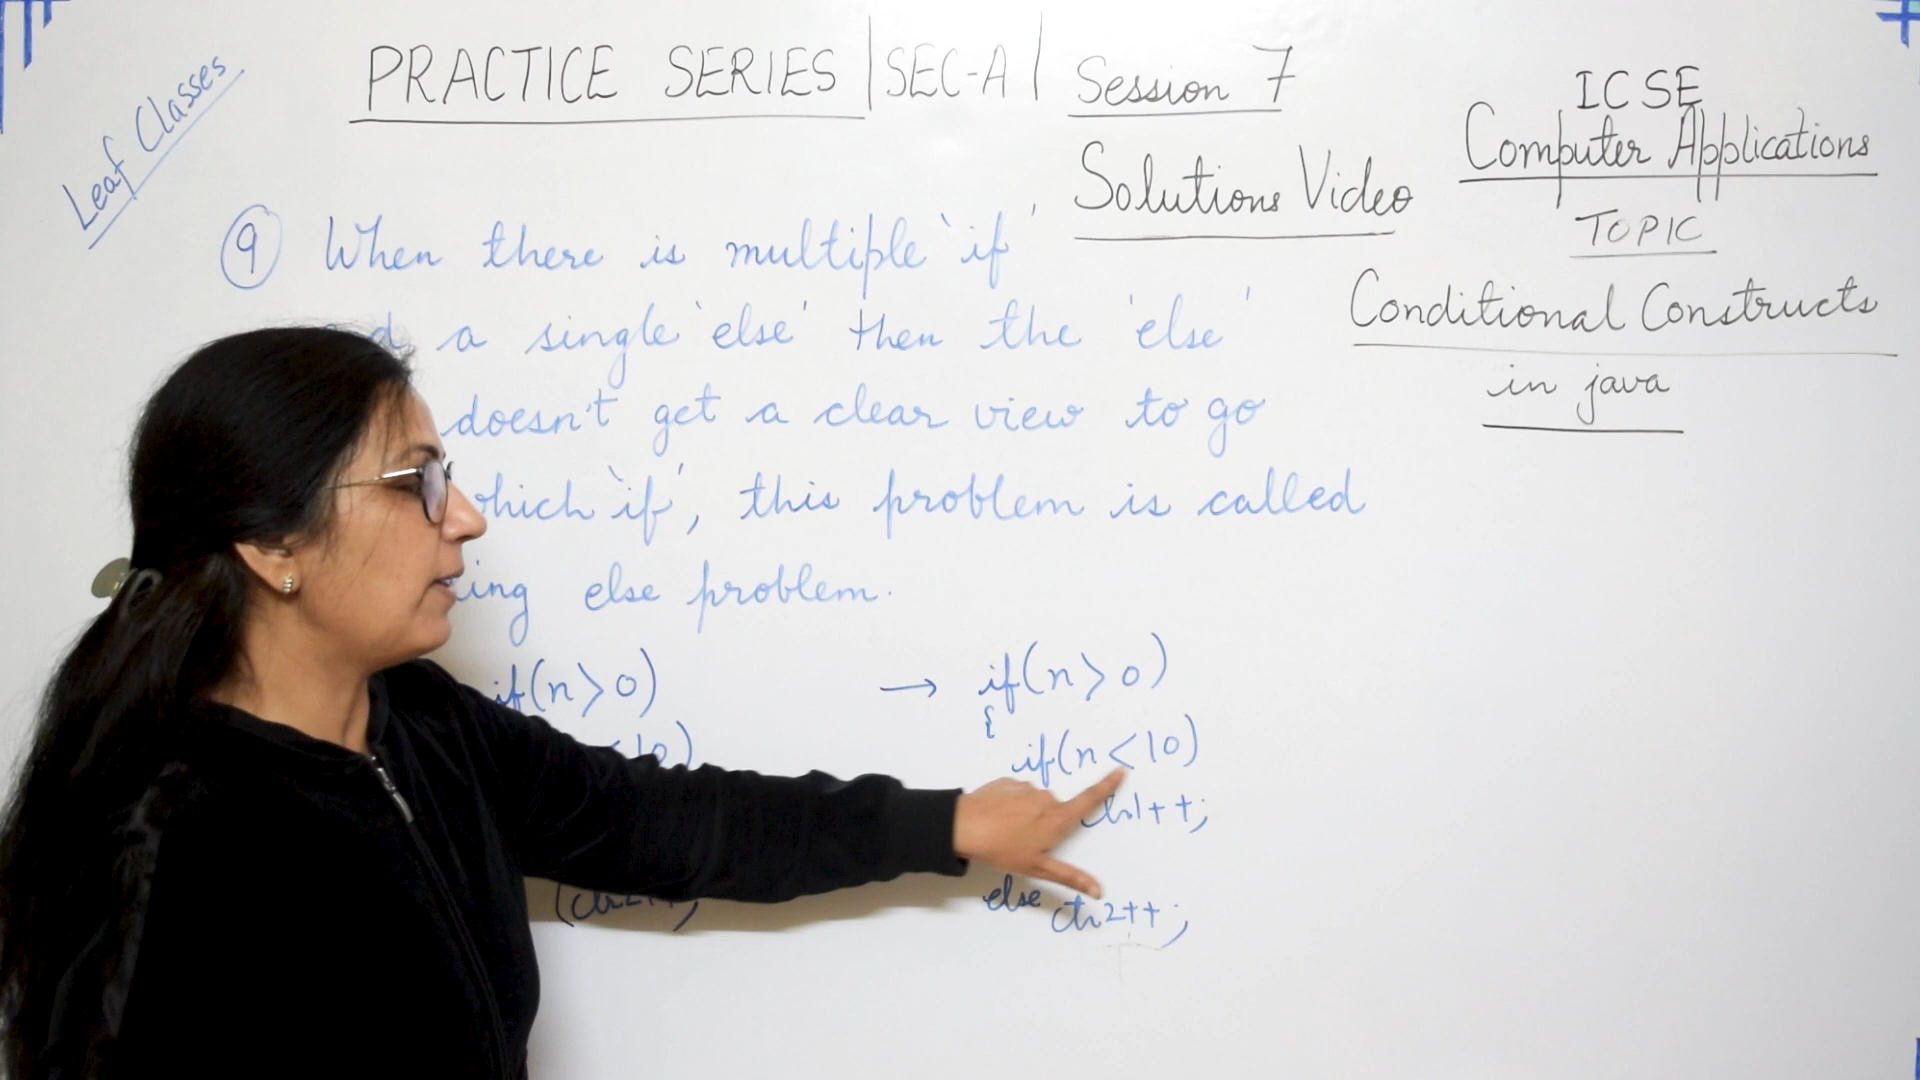 Leaf Classes
PRACTICE SERIES | SEC-A | Session 7
Solutions Video
ICSE
Computer Applications
TOPIC
Conditional Constructs
in java
9 When there is multiple 'if'
a single 'else' then the 'else'
doesn't get a clear view to go
'if', this problem is called
else problem.
if(n>0)
→ if(n>0)
{
if(n<10)
ctr1++;
else ctr2++;